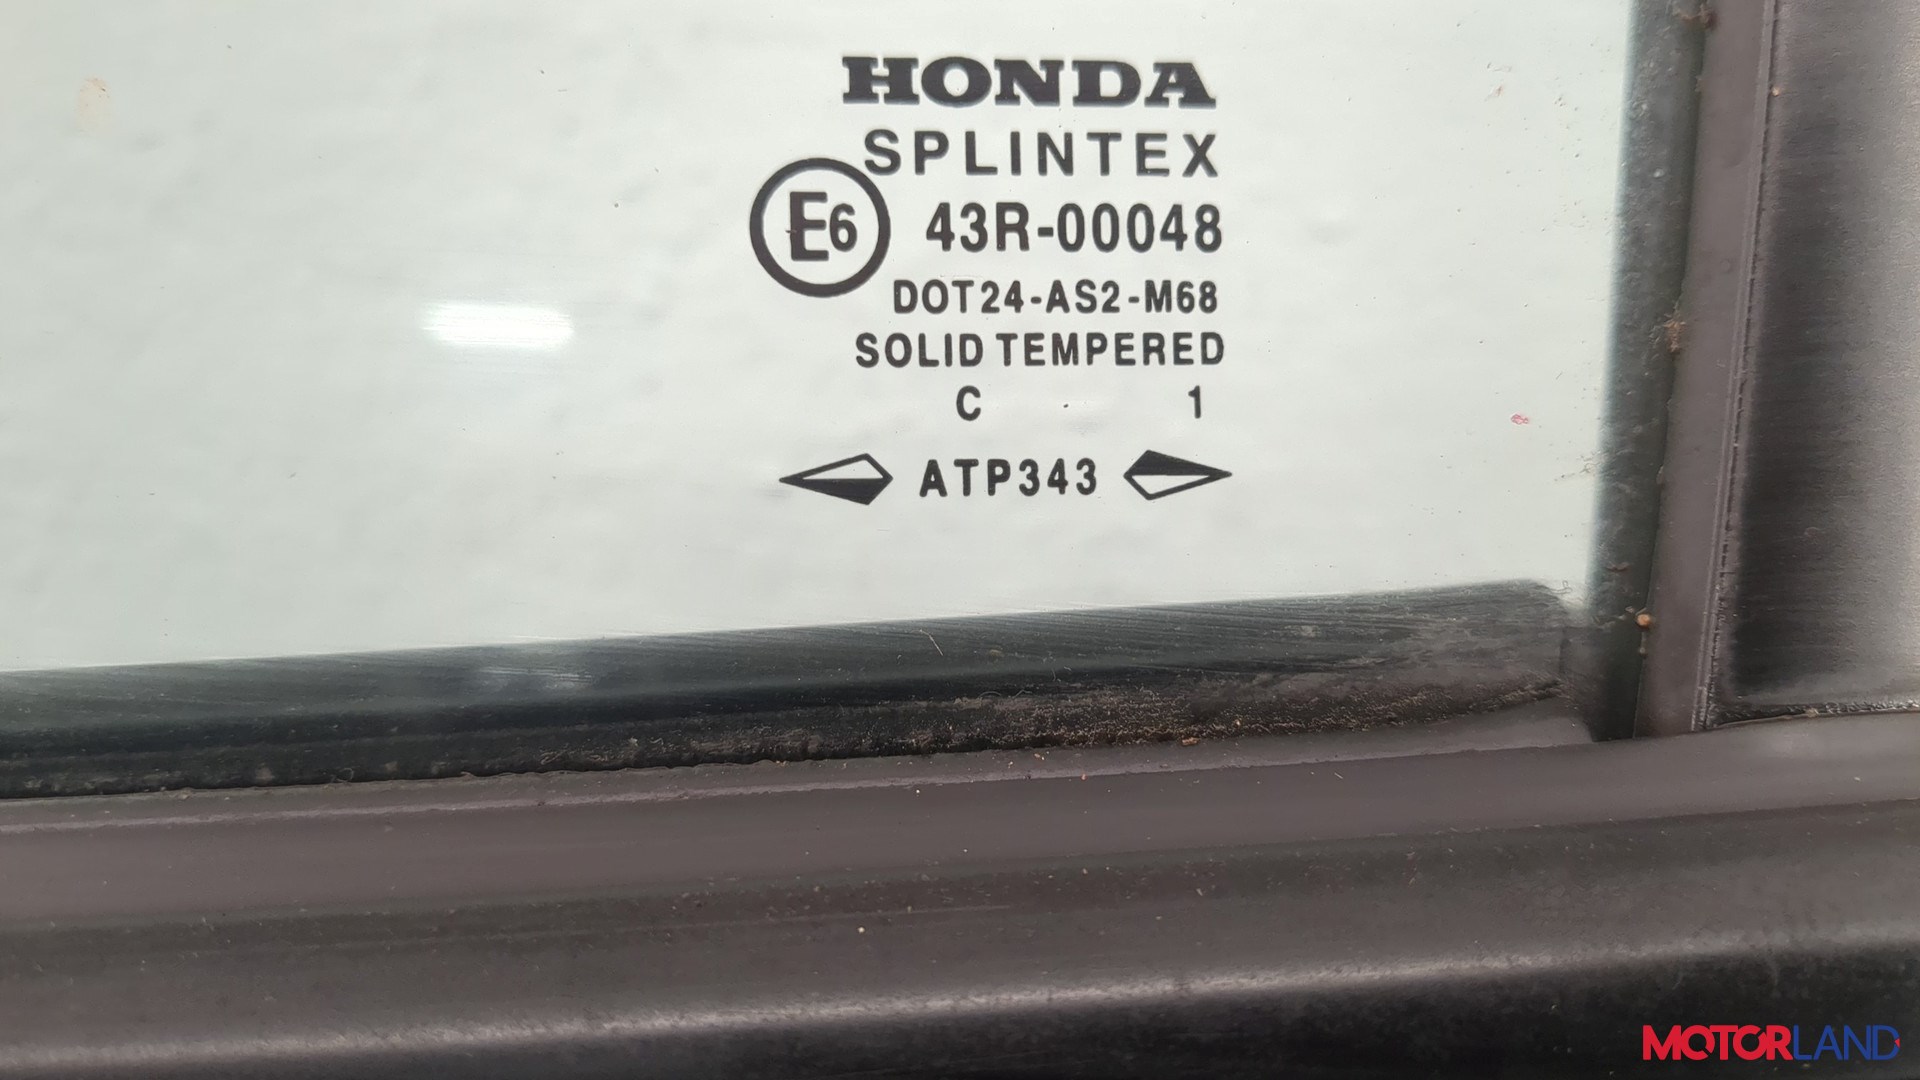 HONDA
SPLINTEX
E6 43R-00048
DOT24-AS2-M68
SOLID TEMPERED
C 1
ATP343
MOTORLAND